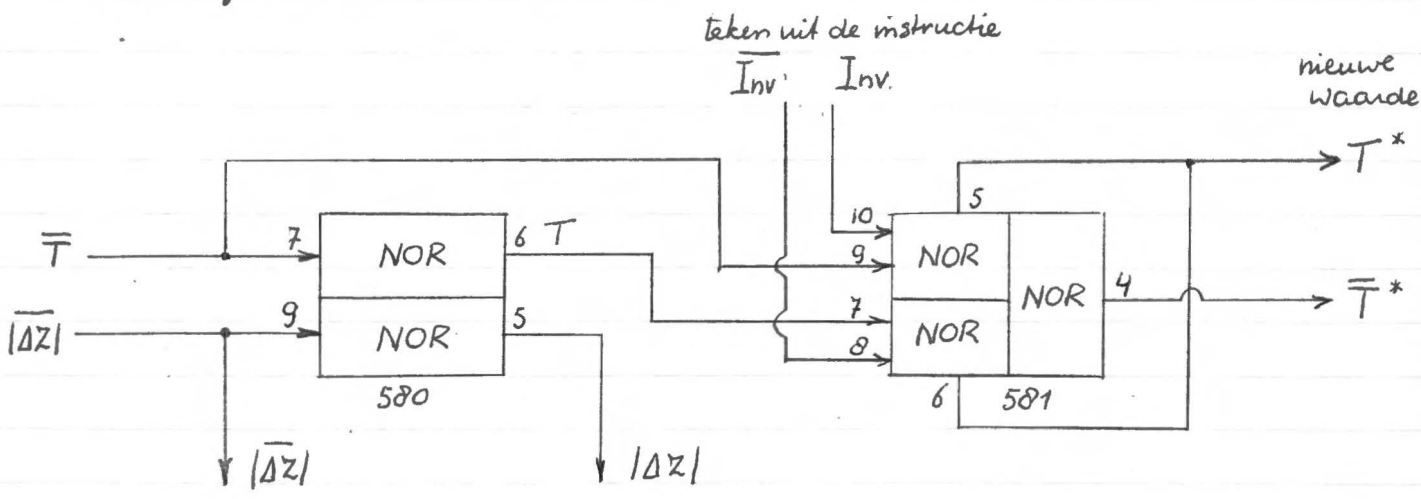 teken uit de instructie
I̅n̅v̅. Inv.
nieuwe
waarde
T*
5
10
T̅ 7 NOR 6 T
9 NOR
NOR 4 T̅*
|Δ̅Z̅| 9 NOR 5
7
NOR
8
580
6 581
|Δ̅Z̅| |ΔZ|